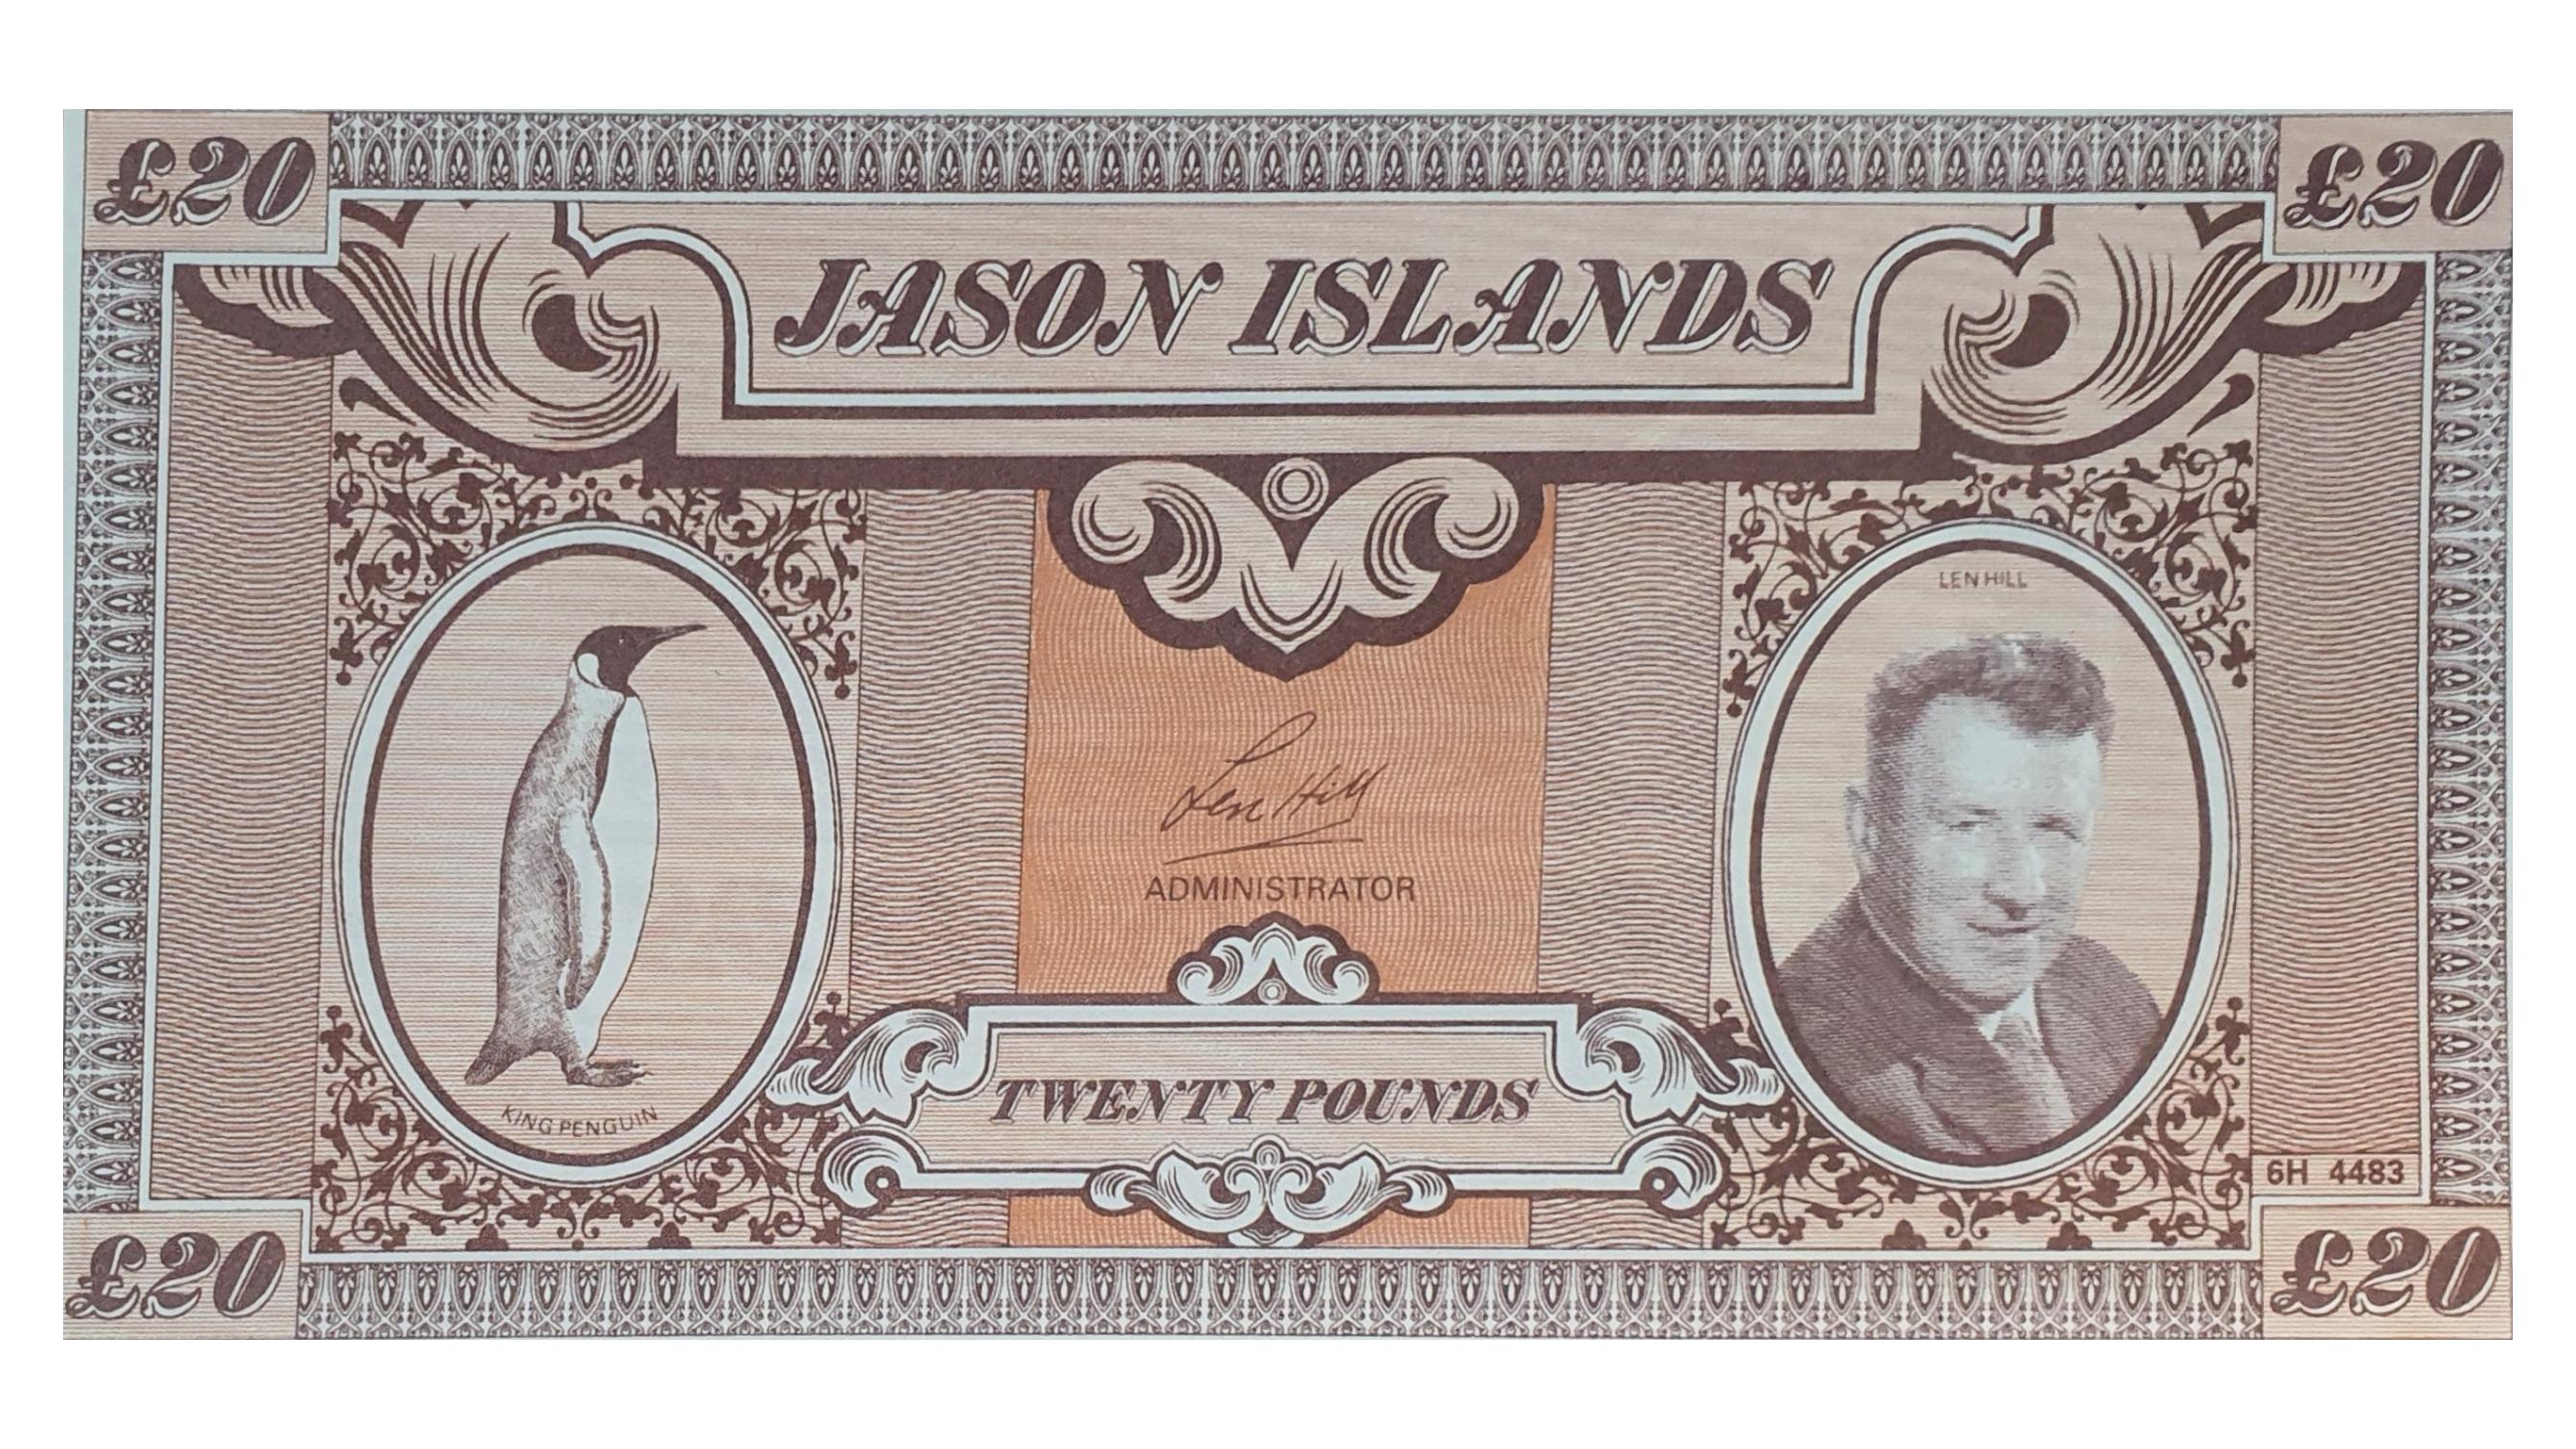 £20
£20
JASON ISLANDS
LEN HILL
Len Hill
ADMINISTRATOR
TWENTY POUNDS
KING PENGUIN
6H 4483
£20
£20